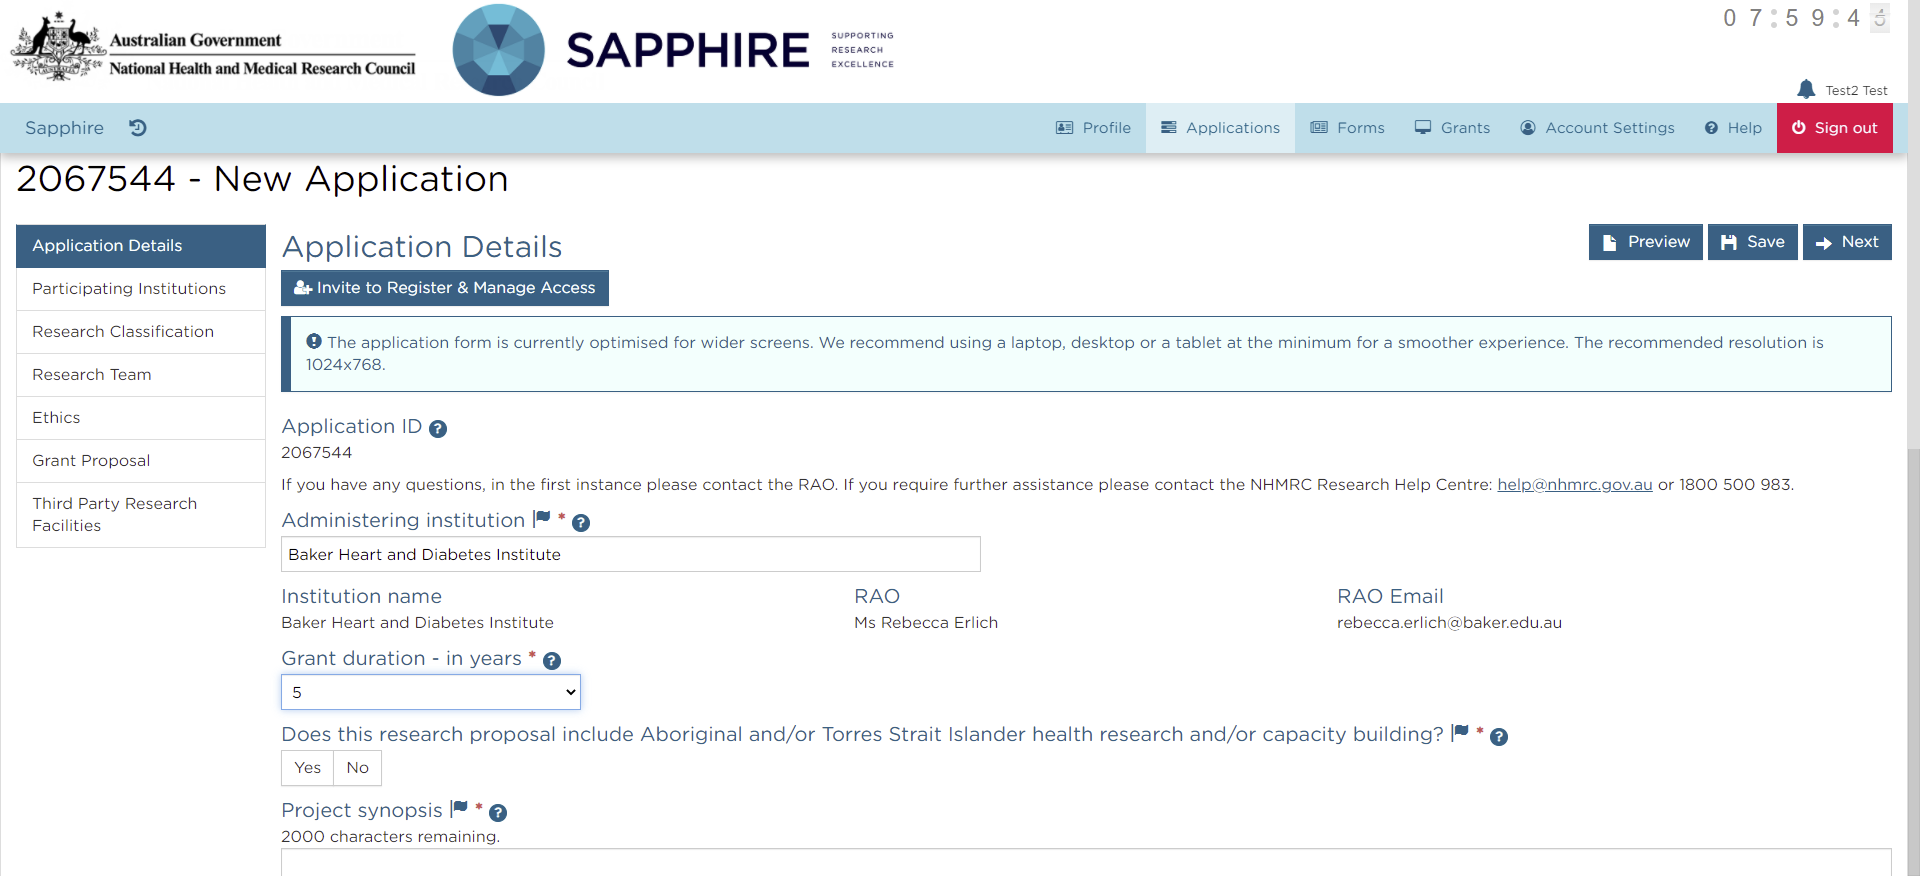 Australian Government
National Health and Medical Research Council
SAPPHIRE
SUPPORTING
RESEARCH
EXCELLENCE
07:59:4
Test2 Test
Sapphire
Profile
Applications
Forms
Grants
Account Settings
Help
Sign out
2067544 - New Application
Application Details
Participating Institutions
Research Classification
Research Team
Ethics
Grant Proposal
Third Party Research
Facilities
Application Details
Preview
Save
Next
Invite to Register & Manage Access
The application form is currently optimised for wider screens. We recommend using a laptop, desktop or a tablet at the minimum for a smoother experience. The recommended resolution is
1024x768.
Application ID
2067544
If you have any questions, in the first instance please contact the RAO. If you require further assistance please contact the NHMRC Research Help Centre: help@nhmrc.gov.au or 1800 500 983.
Administering institution *
Baker Heart and Diabetes Institute
Institution name
Baker Heart and Diabetes Institute
RAO
Ms Rebecca Erlich
RAO Email
rebecca.erlich@baker.edu.au
Grant duration - in years *
5
Does this research proposal include Aboriginal and/or Torres Strait Islander health research and/or capacity building? *
Yes
No
Project synopsis *
2000 characters remaining.